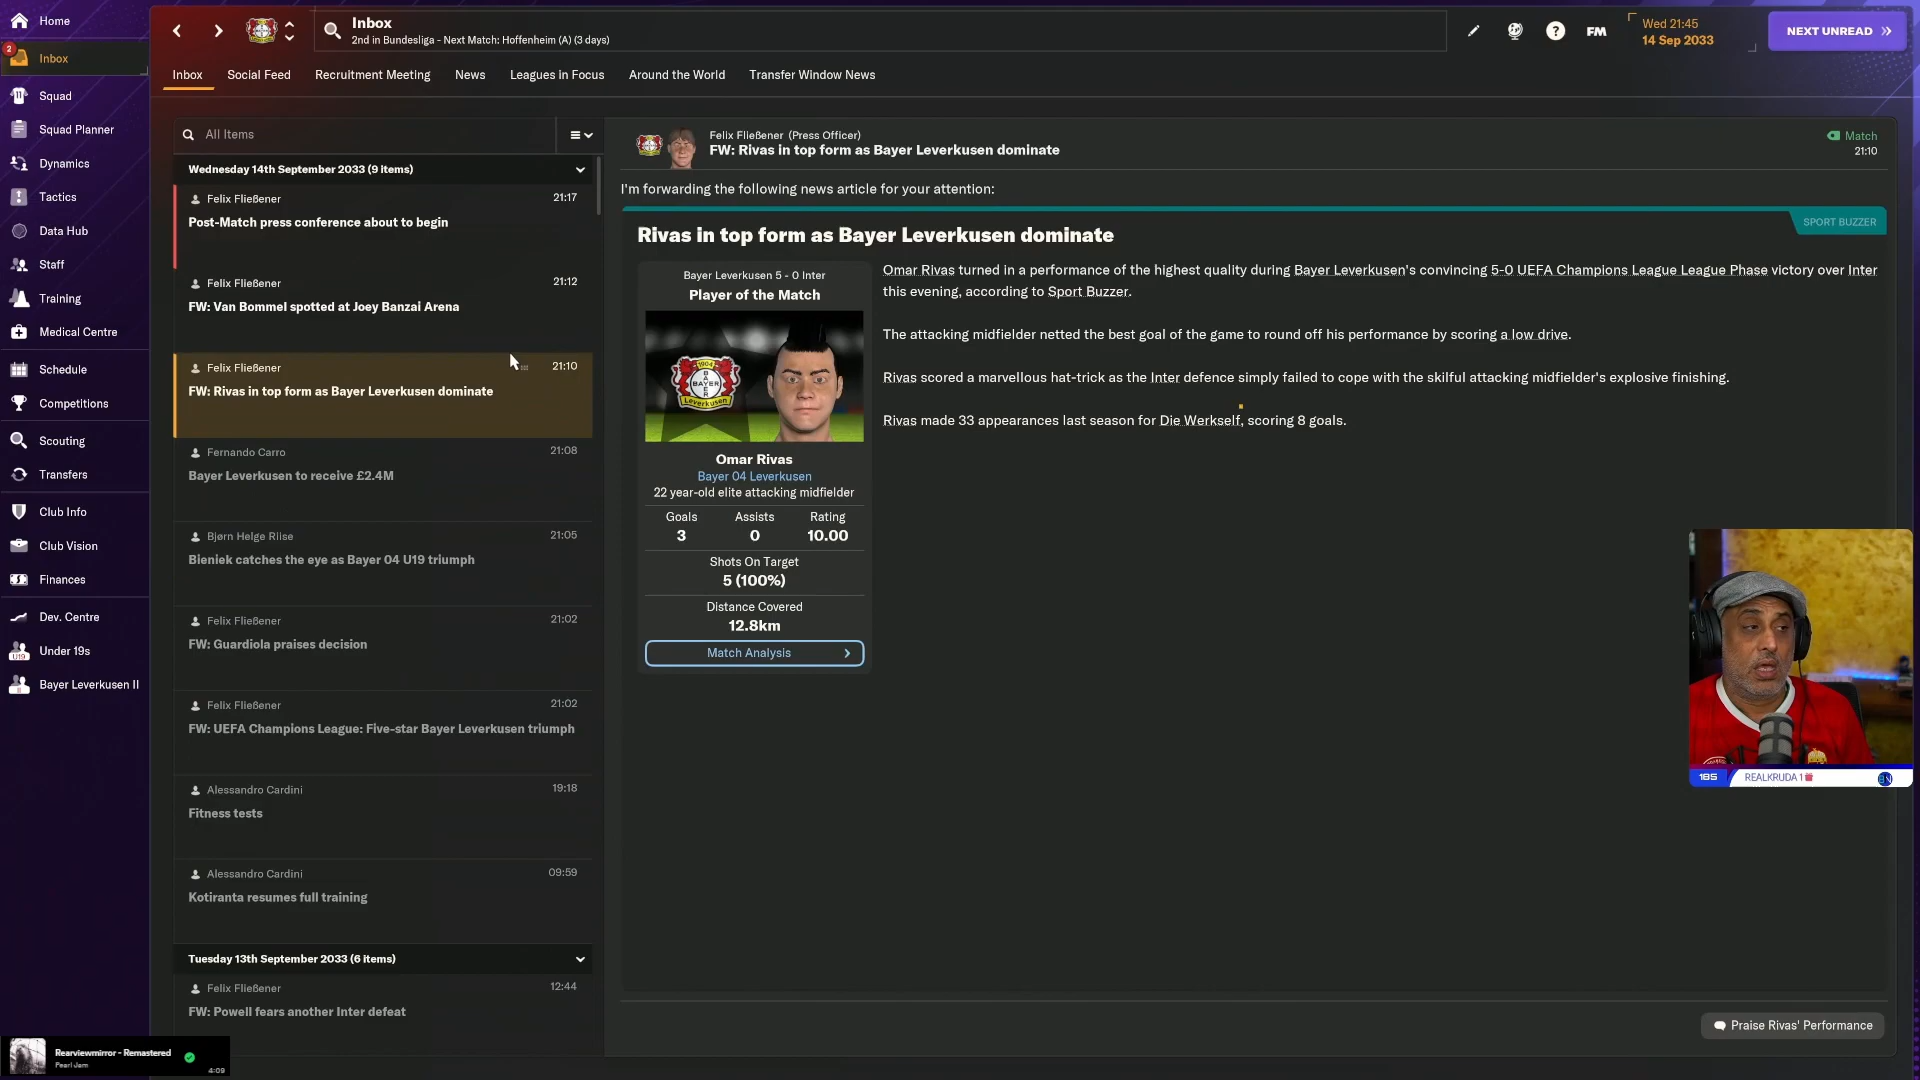 Home
2
Inbox
Squad
Squad Planner
Dynamics
Tactics
Data Hub
Staff
Training
Medical Centre
Schedule
Competitions
Scouting
Transfers
Club Info
Club Vision
Finances
Dev. Centre
Under 19s
Bayer Leverkusen II
Inbox
2nd in Bundesliga - Next Match: Hoffenheim (A) (3 days)
FM
Wed 21:45
14 Sep 2033
NEXT UNREAD
Inbox
Social Feed
Recruitment Meeting
News
Leagues in Focus
Around the World
Transfer Window News
All Items
Wednesday 14th September 2033 (9 items)
Felix Fließener 21:17
Post-Match press conference about to begin
Felix Fließener 21:12
FW: Van Bommel spotted at Joey Banzai Arena
Felix Fließener 21:10
FW: Rivas in top form as Bayer Leverkusen dominate
Fernando Carro 21:08
Bayer Leverkusen to receive £2.4M
Bjørn Helge Riise 21:05
Bieniek catches the eye as Bayer 04 U19 triumph
Felix Fließener 21:02
FW: Guardiola praises decision
Felix Fließener 21:02
FW: UEFA Champions League: Five-star Bayer Leverkusen triumph
Alessandro Cardini 19:18
Fitness tests
Alessandro Cardini 09:59
Kotiranta resumes full training
Tuesday 13th September 2033 (6 items)
Felix Fließener 12:44
FW: Powell fears another Inter defeat
Felix Fließener (Press Officer)
FW: Rivas in top form as Bayer Leverkusen dominate
Match
21:10
I'm forwarding the following news article for your attention:
SPORT BUZZER
Rivas in top form as Bayer Leverkusen dominate
Bayer Leverkusen 5 - 0 Inter
Player of the Match
1904
BAYER
Leverkusen
Omar Rivas
Bayer 04 Leverkusen
22 year-old elite attacking midfielder
Goals Assists Rating
3 0 10.00
Shots On Target
5 (100%)
Distance Covered
12.8km
Match Analysis
Omar Rivas turned in a performance of the highest quality during Bayer Leverkusen's convincing 5-0 UEFA Champions League League Phase victory over Inter
this evening, according to Sport Buzzer.
The attacking midfielder netted the best goal of the game to round off his performance by scoring a low drive.
Rivas scored a marvellous hat-trick as the Inter defence simply failed to cope with the skilful attacking midfielder's explosive finishing.
Rivas made 33 appearances last season for Die Werkself, scoring 8 goals.
185 REALKRUDA 1
Praise Rivas' Performance
Rearviewmirror - Remastered
Pearl Jam
4:09